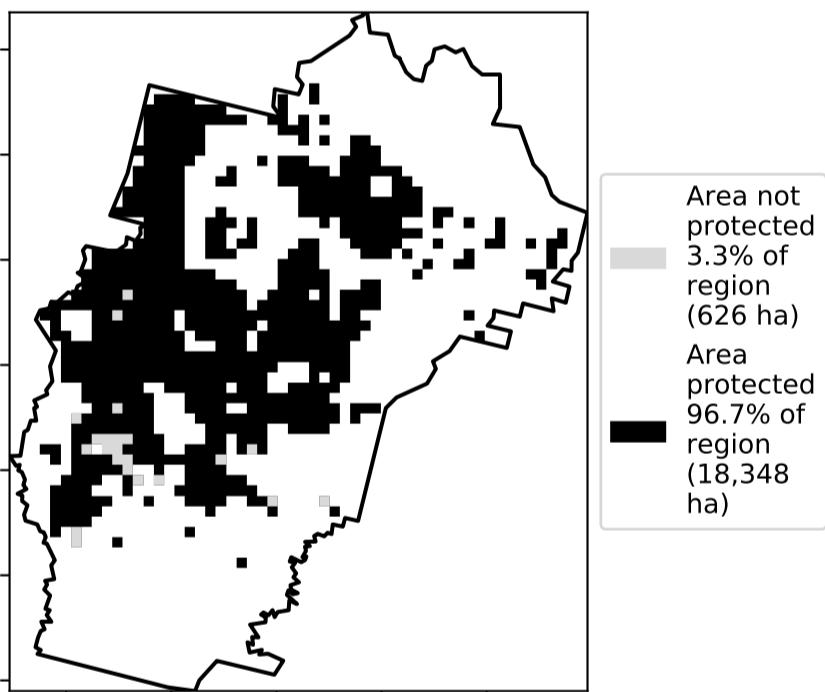 Area not
protected
3.3% of
region
(626 ha)
Area
protected
96.7% of
region
(18,348
ha)